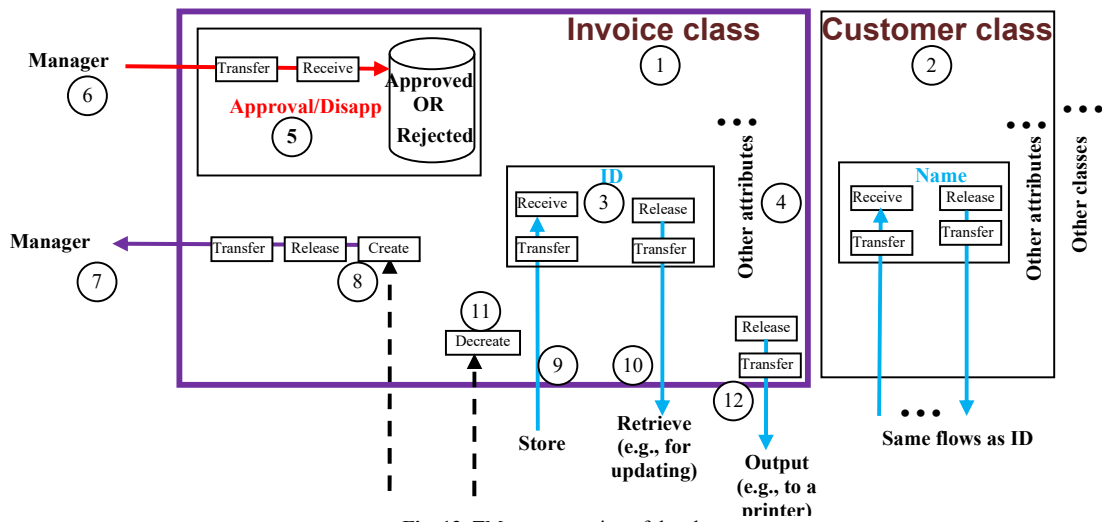 Invoice class
1
Customer class
2
Manager
6
Transfer
Receive
Approved
OR
Rejected
Approval/Disapp
5
ID
3
Receive
Transfer
Release
Transfer
Other attributes
4
Name
Receive
Transfer
Release
Transfer
Other attributes
Other classes
Manager
7
Transfer
Release
Create
8
11
Decreate
9
10
Release
Transfer
12
Store
Retrieve
(e.g., for
updating)
Output
(e.g., to a
printer)
Same flows as ID